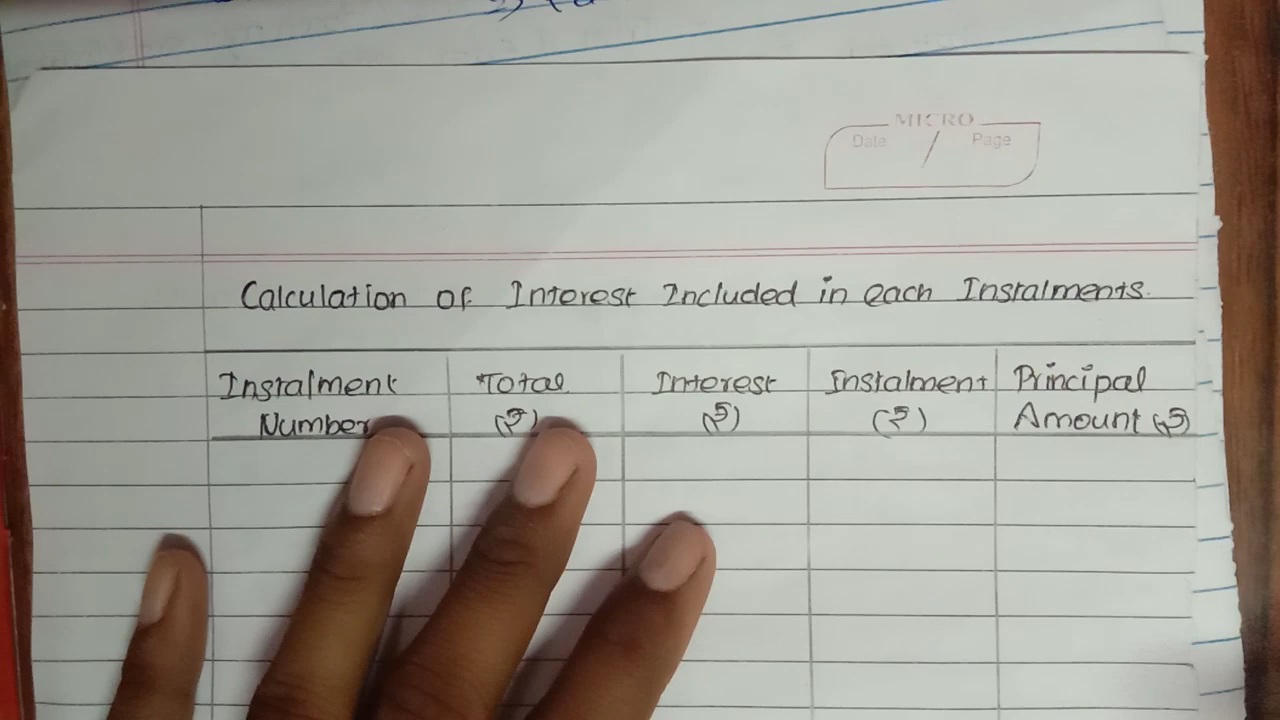 MICRO
Date / Page
Calculation of Interest Included in each Instalments.
Instalment Number
Total (₹)
Interest (₹)
Instalment (₹)
Principal Amount (₹)